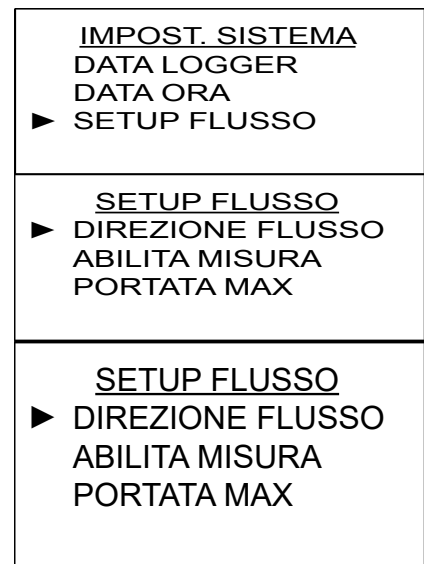 IMPOST. SISTEMA
DATA LOGGER
DATA ORA
► SETUP FLUSSO
SETUP FLUSSO
► DIREZIONE FLUSSO
ABILITA MISURA
PORTATA MAX
SETUP FLUSSO
► DIREZIONE FLUSSO
ABILITA MISURA
PORTATA MAX